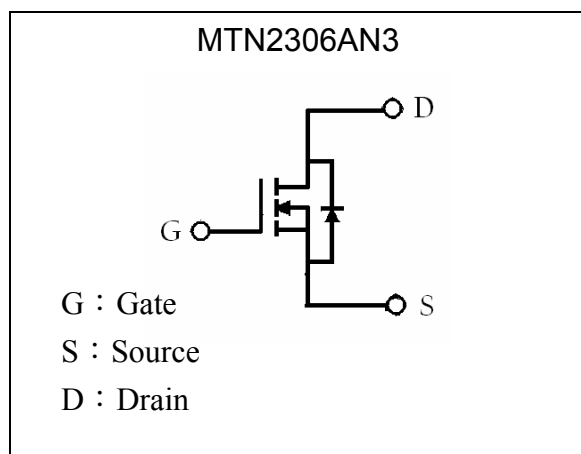 MTN2306AN3
D
G
S
G：Gate
S：Source
D：Drain